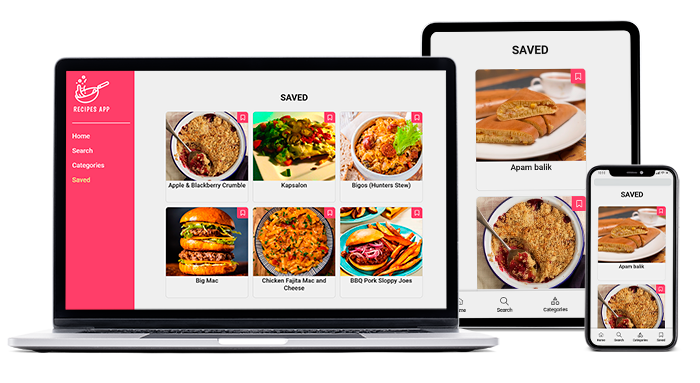 RECIPES APP
Home
Search
Categories
Saved
SAVED
Apple & Blackberry Crumble
Kapsalon
Bigos (Hunters Stew)
Big Mac
Chicken Fajita Mac and
Cheese
BBQ Pork Sloppy Joes
SAVED
Apam balik
ome
Search
Categories
SAVED
Apam balik
Home
Search
Categories
Saved